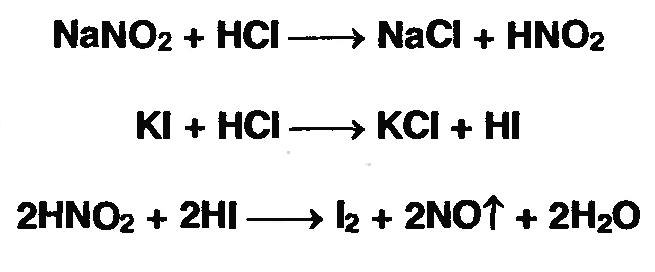 NaNO₂ + HCl ⟶ NaCl + HNO₂
KI + HCl ⟶ KCl + HI
2HNO₂ + 2HI ⟶ I₂ + 2NO↑ + 2H₂O